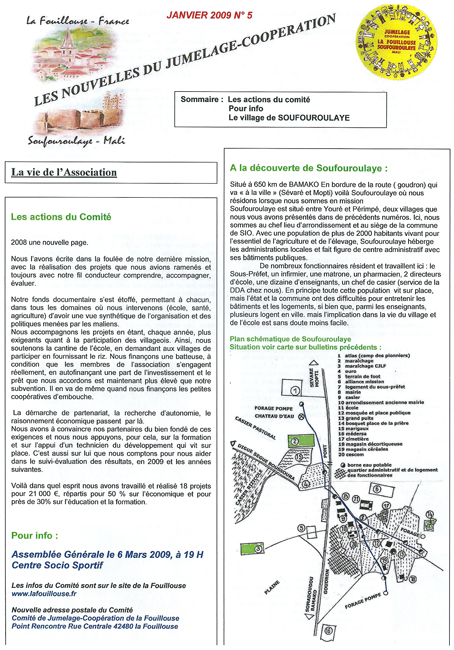 JANVIER 2009 N° 5
La Fouillouse - France
LES NOUVELLES DU JUMELAGE-COOPERATION
Soufouroulaye - Mali
JUMELAGE
COOPÉRATION
LA FOUILLOUSE
SOUFOUROULAYE
MALI
Sommaire : Les actions du comité
Pour info
Le village de SOUFOUROULAYE
La vie de l'Association
Les actions du Comité
2008 une nouvelle page.
Nous l'avons écrite dans la foulée de notre dernière mission,
avec la réalisation des projets que nous avions ramenés et
toujours avec notre fil conducteur comprendre, accompagner,
évaluer.
Notre fonds documentaire s'est étoffé, permettant à chacun,
dans tous les domaines où nous intervenons (école, santé,
agriculture) d'avoir une vue synthétique de l'organisation et des
politiques menées par les maliens.
Nous accompagnons les projets en étant, chaque année, plus
exigeants quant à la participation des villageois. Ainsi, nous
soutenons la cantine de l'école, en demandant aux villages de
participer en fournissant le riz. Nous finançons une batteuse, à
condition que les membres de l'association s'engagent
réellement, en autofinançant une part de l'investissement et le
prêt que nous accordons est maintenant plus élevé que notre
subvention. Il en va de même quand nous finançons les petites
coopératives d'embouche.
La démarche de partenariat, la recherche d'autonomie, le
raisonnement économique passent par là.
Nous avons à convaincre nos partenaires du bien fondé de ces
exigences et nous nous appuyons, pour cela, sur la formation
et sur l'appui d'un technicien du développement qui vit sur
place. C'est aussi sur lui que nous comptons pour nous aider
dans le suivi-évaluation des résultats, en 2009 et les années
suivantes.
Voilà dans quel esprit nous avons travaillé et réalisé 18 projets
pour 21 000 €, répartis pour 50 % sur l'économique et pour
près de 30% sur l'éducation et la formation.
Pour info :
Assemblée Générale le 6 Mars 2009, à 19 H
Centre Socio Sportif
Les infos du Comité sont sur le site de la Fouillouse
www.lafouillouse.fr
Nouvelle adresse postale du Comité
Comité de Jumelage-Coopération de la Fouillouse
Point Rencontre Rue Centrale 42480 la Fouillouse
A la découverte de Soufouroulaye :
Situé à 650 km de BAMAKO En bordure de la route ( goudron) qui
va « à la ville » (Sévaré et Mopti) voilà Soufouroulaye où nous
résidons lorsque nous sommes en mission
Soufouroulaye est situé entre Youré et Périmpé, deux villages que
nous vous avons présentés dans de précédents numéros. Ici, nous
sommes au chef lieu d'arrondissement et au siège de la commune
de SIO. Avec une population de plus de 2000 habitants vivant pour
l'essentiel de l'agriculture et de l'élevage, Soufouroulaye héberge
les administrations locales et fait figure de centre administratif avec
ses bâtiments publics.
De nombreux fonctionnaires résident et travaillent ici : le
Sous-Préfet, un infirmier, une matrone, un pharmacien, 2 directeurs
d'école, une dizaine d'enseignants, un chef de casier (service de la
DDA chez nous). En principe toute cette population vit sur place,
mais l'état et la commune ont des difficultés pour entretenir les
bâtiments et les logements, si bien que, parmi les enseignants,
plusieurs logent en ville. mais l'implication dans la vie du village et
de l'école est sans doute moins facile.
Plan schématique de Soufouroulaye
Situation voir carte sur bulletins précédents :
1 atlas (camp des pionniers)
2 maraîchage
3 maraîchage CJLF
4 ouro
5 terrain de foot
6 alliance mission
7 logement du sous-préfet
8 mairie
9 casier
10 arrondissement ancienne mairie
11 école
12 mosquée et place publique
13 grand puits
14 bosquet place de la prière
15 marigaux
16 médersa
17 cimetière
18 magasin décortiqueuse
19 magasin céréales
20 cescom
borne eau potable
quartier administratif et de logement
des fonctionnaires
SEVARE
MOPTI
FORAGE POMPE
CHATEAU D'EAU
CASIER PASTORAL
PONT
FORAGE
PLAINE
GOUDRON
BAMAKO
FORAGE POMPE